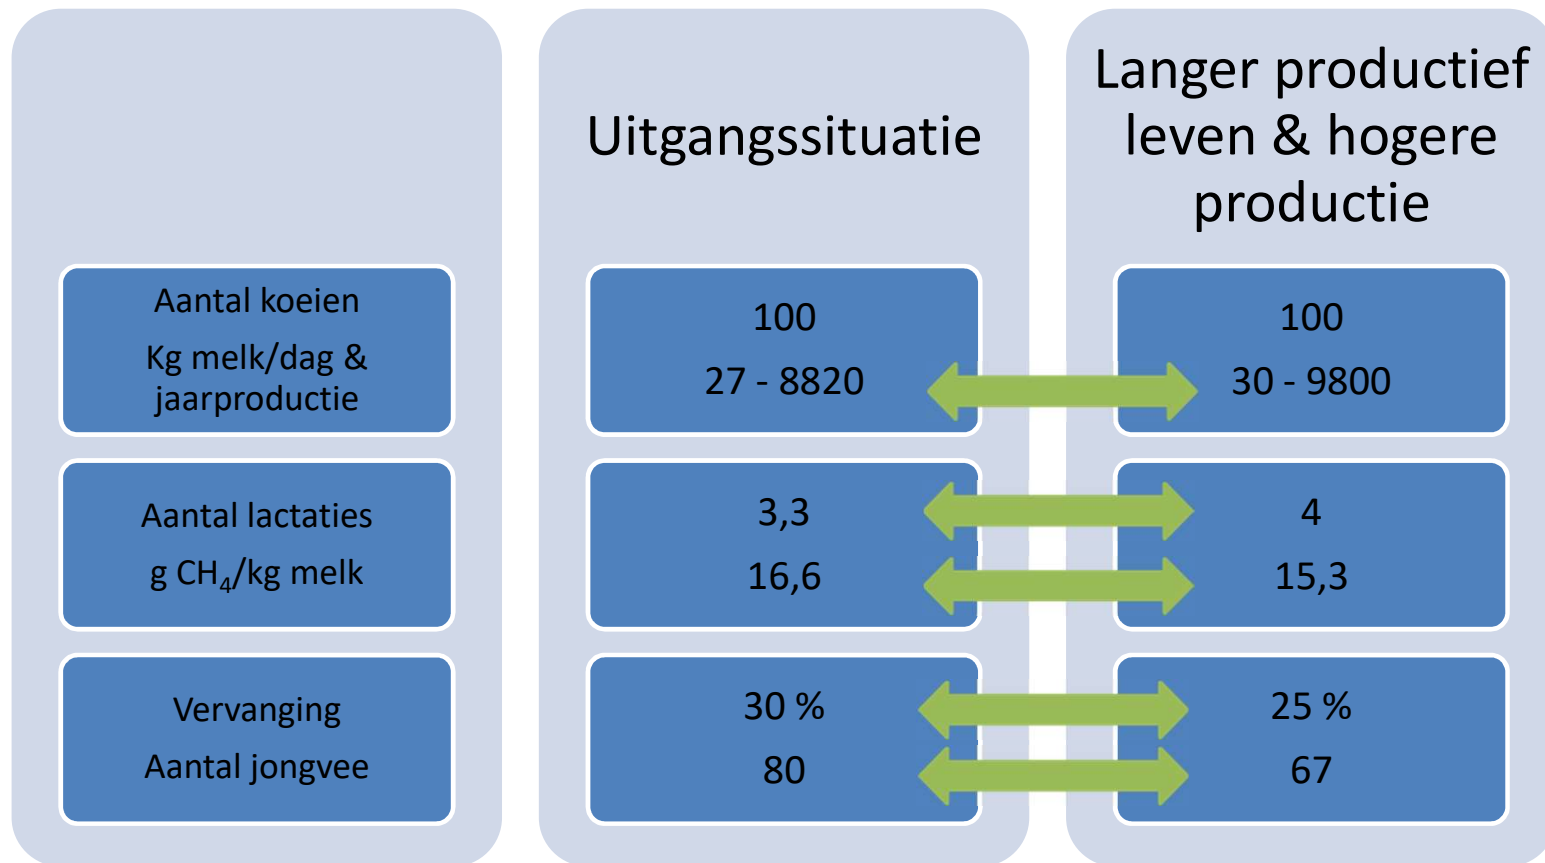 Uitgangssituatie
Langer productief
leven & hogere
productie
Aantal koeien
Kg melk/dag &
jaarproductie
100
27 - 8820
100
30 - 9800
Aantal lactaties
g CH₄/kg melk
3,3
16,6
4
15,3
Vervanging
Aantal jongvee
30 %
80
25 %
67